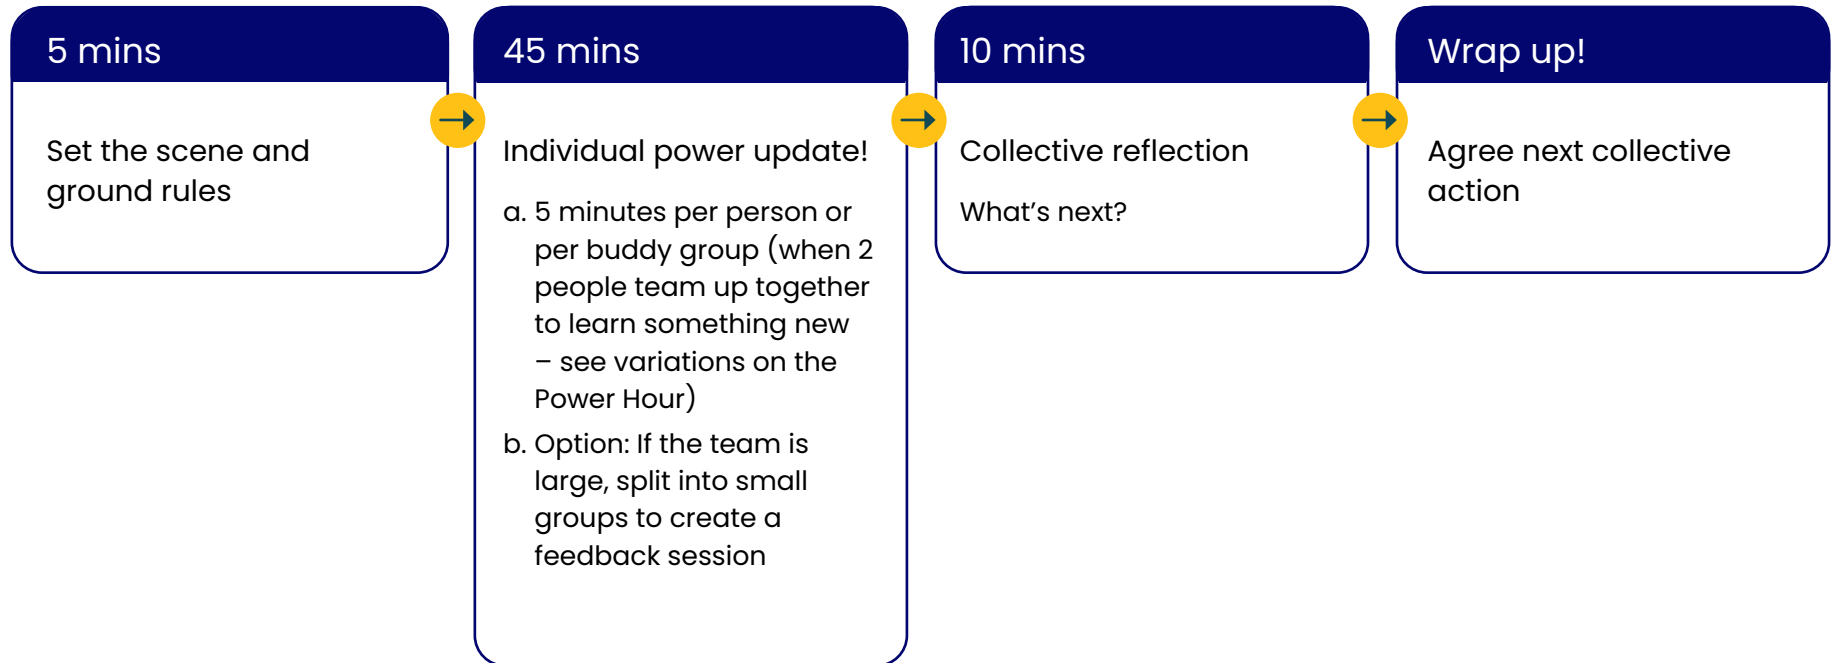 5 mins
Set the scene and
ground rules
45 mins
Individual power update!
a. 5 minutes per person or
per buddy group (when 2
people team up together
to learn something new
– see variations on the
Power Hour)
b. Option: If the team is
large, split into small
groups to create a
feedback session
10 mins
Collective reflection
What’s next?
Wrap up!
Agree next collective
action